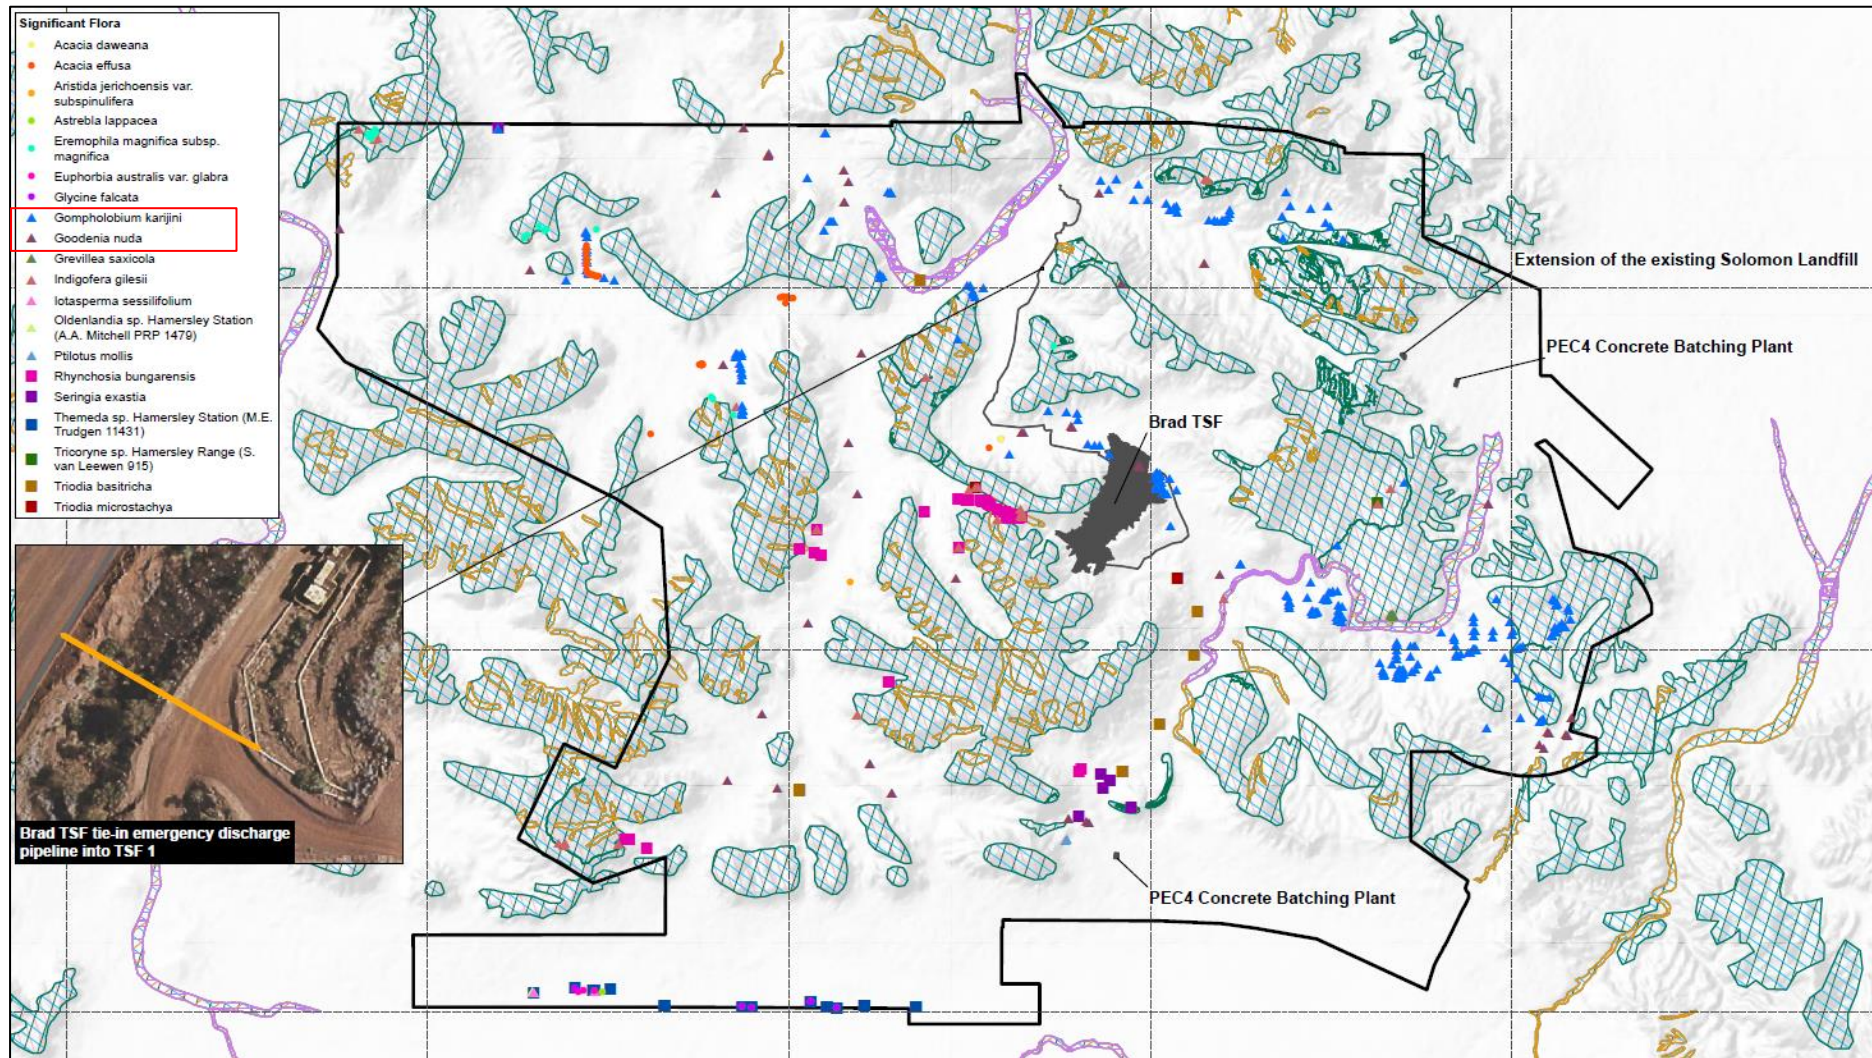 Significant Flora
Acacia daweana
Acacia effusa
Aristida jerichoensis var.
subspinulifera
Astrebla lappacea
Eremophila magnifica subsp.
magnifica
Euphorbia australis var. glabra
Glycine falcata
Gompholobium karijini
Goodenia nuda
Grevillea saxicola
Indigofera gilesii
Iotasperma sessilifolium
Oldenlandia sp. Hamersley Station
(A.A. Mitchell PRP 1479)
Ptilotus mollis
Rhynchosia bungarensis
Seringia exastia
Themeda sp. Hamersley Station (M.E.
Trudgen 11431)
Tricoryne sp. Hamersley Range (S.
van Leewen 915)
Triodia basitricha
Triodia microstachya
Extension of the existing Solomon Landfill
PEC4 Concrete Batching Plant
Brad TSF
Brad TSF tie-in emergency discharge
pipeline into TSF 1
PEC4 Concrete Batching Plant